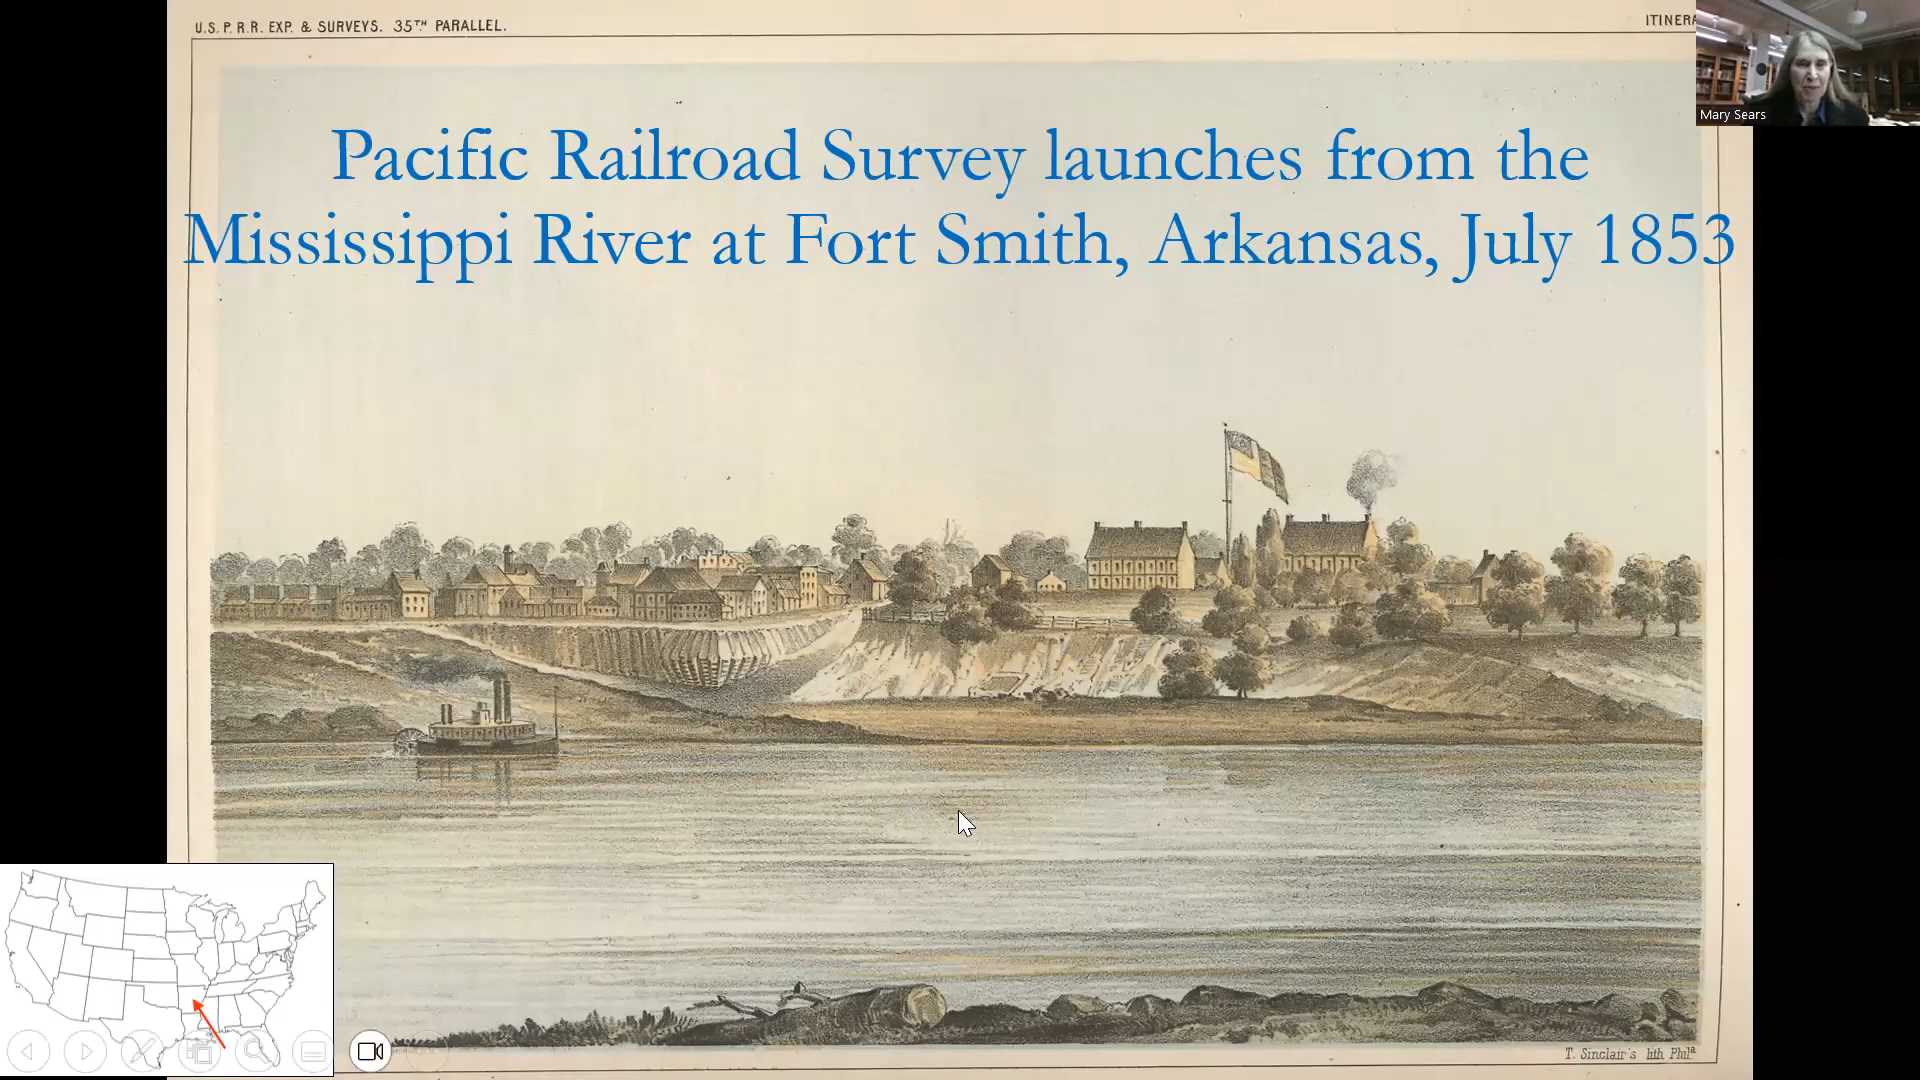 U.S. P. R.R. EXP. & SURVEYS. 35TH PARALLEL.
ITINERA
Mary Sears
Pacific Railroad Survey launches from the
Mississippi River at Fort Smith, Arkansas, July 1853
T. Sinclair's lith. Phila